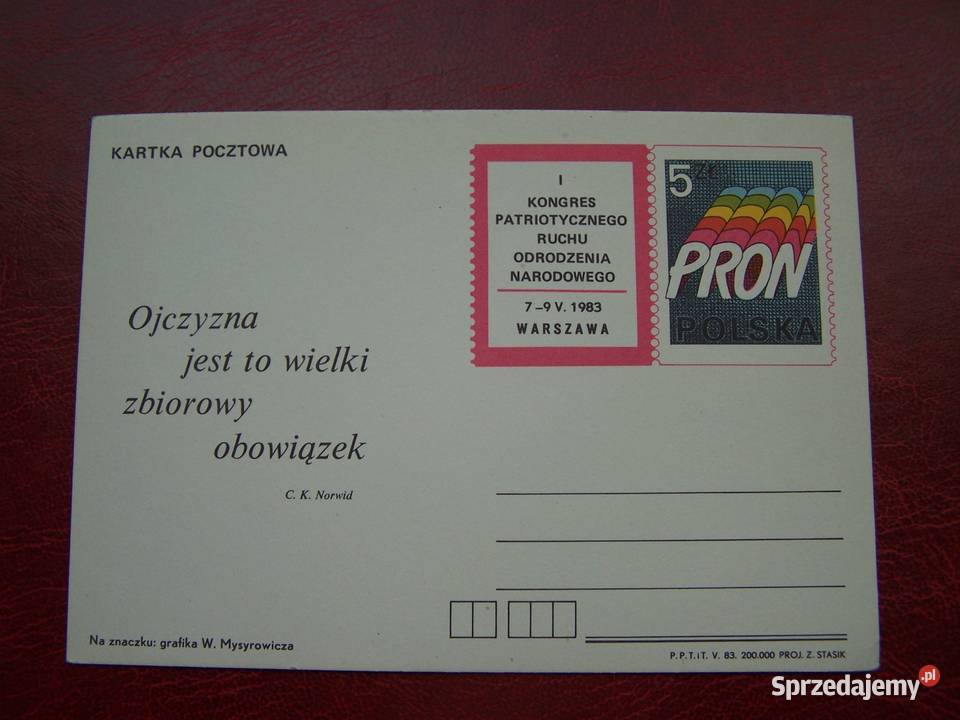 KARTKA POCZTOWA
I
KONGRES
PATRIOTYCZNEGO
RUCHU
ODRODZENIA
NARODOWEGO
7-9 V. 1983
WARSZAWA
5 ZŁ
PRON
POLSKA
Ojczyzna
jest to wielki
zbiorowy
obowiązek
C. K. Norwid
Na znaczku: grafika W. Mysyrowicza
P.P.T.iT. V. 83. 200.000 PROJ. Z. STASIK
Sprzedajemy.pl